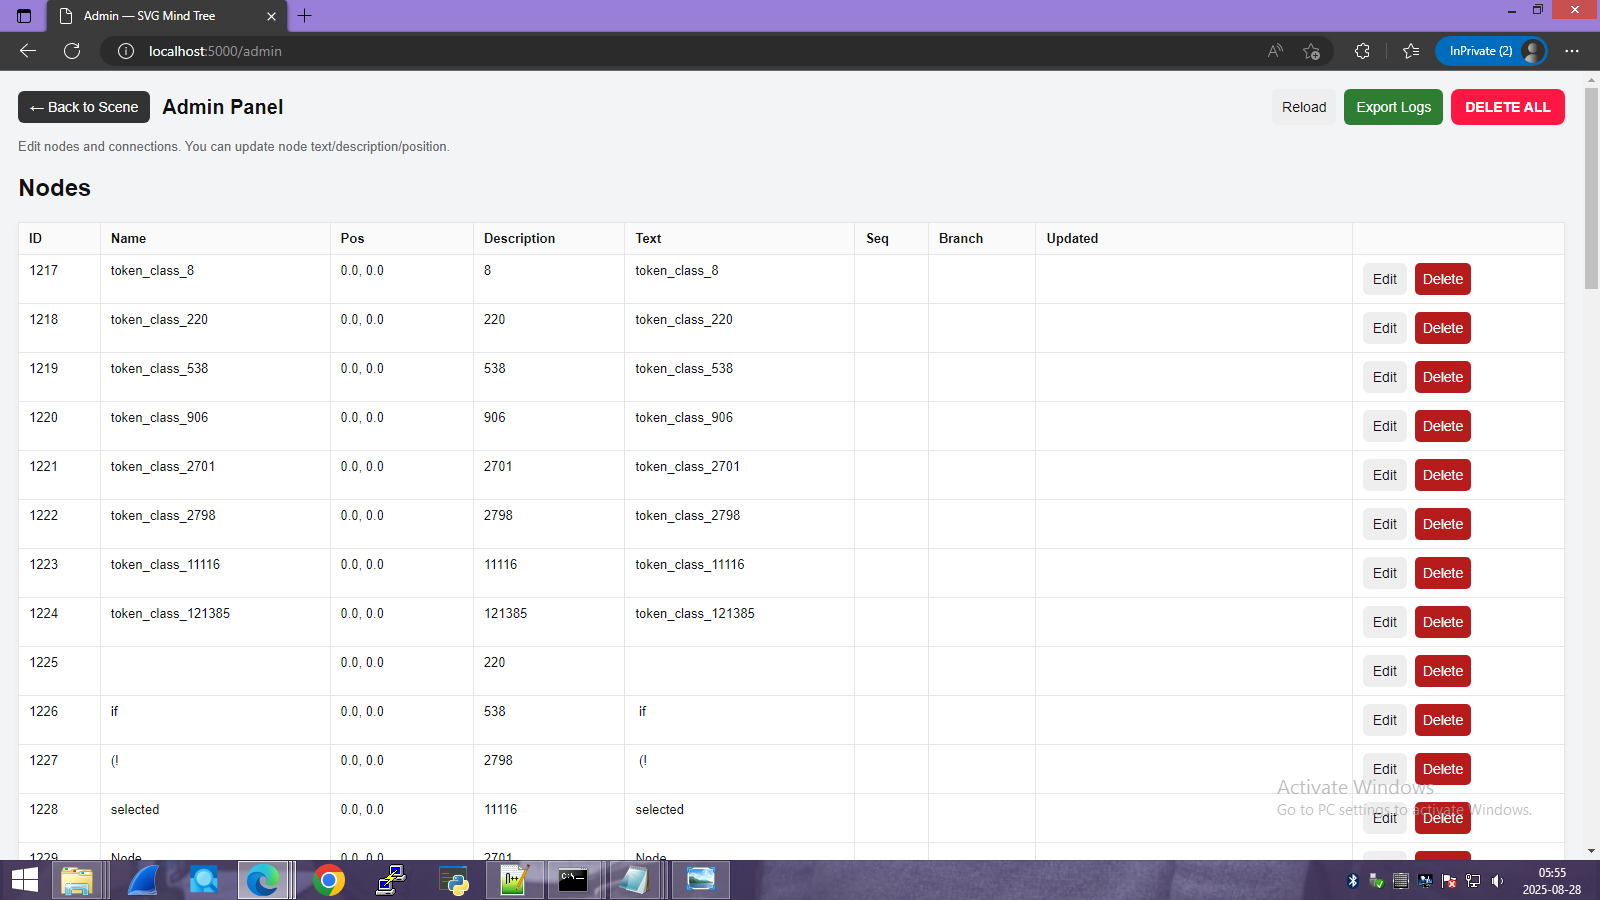 Admin — SVG Mind Tree
localhost:5000/admin
InPrivate (2)
← Back to Scene Admin Panel Reload Export Logs DELETE ALL
Edit nodes and connections. You can update node text/description/position.
Nodes
ID Name Pos Description Text Seq Branch Updated
1217 token_class_8 0.0, 0.0 8 token_class_8 Edit Delete
1218 token_class_220 0.0, 0.0 220 token_class_220 Edit Delete
1219 token_class_538 0.0, 0.0 538 token_class_538 Edit Delete
1220 token_class_906 0.0, 0.0 906 token_class_906 Edit Delete
1221 token_class_2701 0.0, 0.0 2701 token_class_2701 Edit Delete
1222 token_class_2798 0.0, 0.0 2798 token_class_2798 Edit Delete
1223 token_class_11116 0.0, 0.0 11116 token_class_11116 Edit Delete
1224 token_class_121385 0.0, 0.0 121385 token_class_121385 Edit Delete
1225 0.0, 0.0 220 Edit Delete
1226 if 0.0, 0.0 538 if Edit Delete
1227 (! 0.0, 0.0 2798 (! Edit Delete
1228 selected 0.0, 0.0 11116 selected Edit Delete
1229 Node 0.0, 0.0 2701 Node
Activate Windows
Go to PC settings to activate Windows.
05:55
2025-08-28